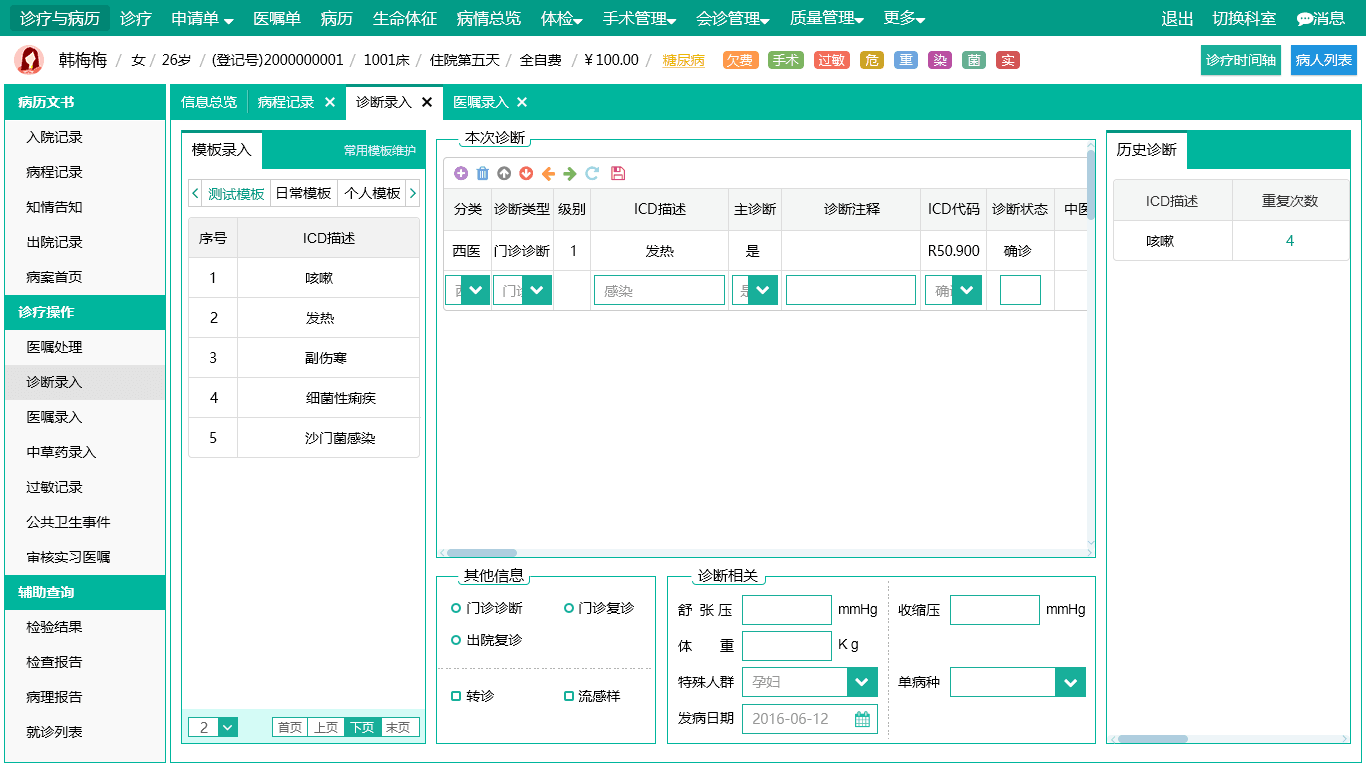 诊疗与病历 诊疗 申请单 医嘱单 病历 生命体征 病情总览 体检 手术管理 会诊管理 质量管理 更多 退出 切换科室 消息
韩梅梅 / 女 / 26岁 / (登记号)2000000001 / 1001床 / 住院第五天 / 全自费 / ¥100.00 / 糖尿病 欠费 手术 过敏 危 重 染 菌 实 诊疗时间轴 病人列表
病历文书
入院记录
病程记录
知情告知
出院记录
病案首页
诊疗操作
医嘱处理
诊断录入
医嘱录入
中草药录入
过敏记录
公共卫生事件
审核实习医嘱
辅助查询
检验结果
检查报告
病理报告
就诊列表
信息总览 病程记录 × 诊断录入 × 医嘱录入 ×
模板录入 常用模板维护
测试模板 日常模板 个人模板
序号 ICD描述
1 咳嗽
2 发热
3 副伤寒
4 细菌性痢疾
5 沙门菌感染
2 首页 上页 下页 末页
本次诊断
分类 诊断类型 级别 ICD描述 主诊断 诊断注释 ICD代码 诊断状态 中医
西医 门诊诊断 1 发热 是 R50.900 确诊
感染
其他信息
门诊诊断 门诊复诊
出院复诊
转诊 流感样
诊断相关
舒 张 压 mmHg 收缩压 mmHg
体 重 K g
特殊人群 孕妇 单病种
发病日期 2016-06-12
历史诊断
ICD描述 重复次数
咳嗽 4